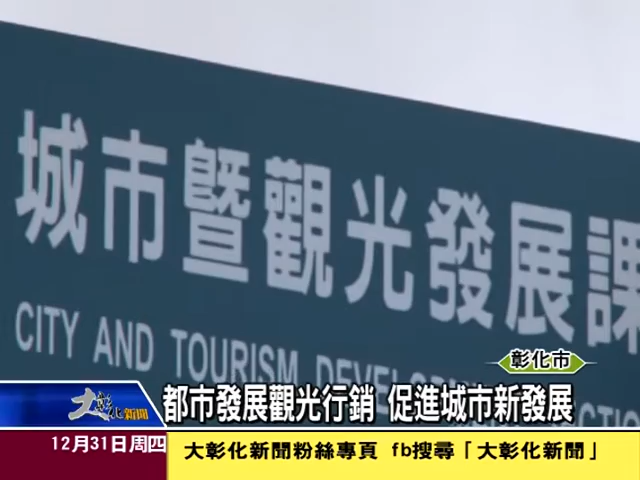 城市暨觀光發展課
CITY AND TOURISM DEVELOPMENT SECTION
彰化市
大彰化新聞
都市發展觀光行銷 促進城市新發展
12月31日周四
大彰化新聞粉絲專頁 fb搜尋「大彰化新聞」